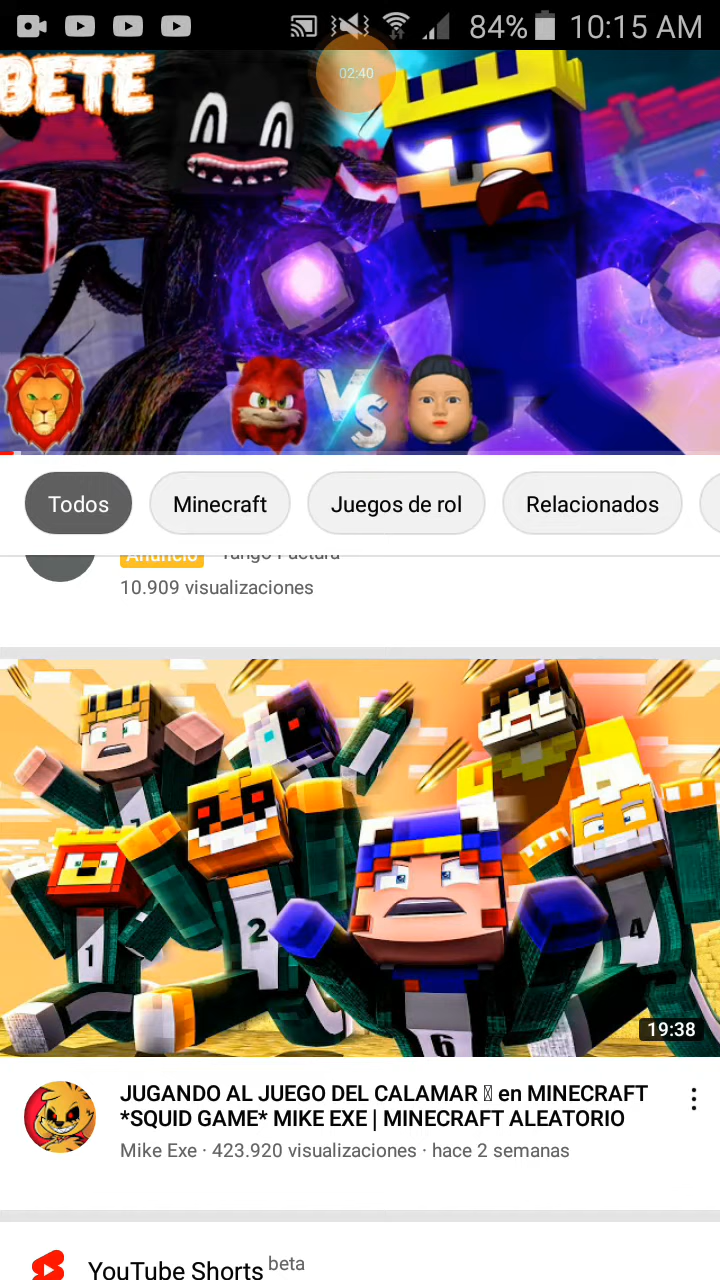 84% 10:15 AM
02:40
BETE
VS
Todos
Minecraft
Juegos de rol
Relacionados
Anuncio
Tango Factura
10.909 visualizaciones
1
2
4
6
19:38
JUGANDO AL JUEGO DEL CALAMAR en MINECRAFT
*SQUID GAME* MIKE EXE | MINECRAFT ALEATORIO
Mike Exe · 423.920 visualizaciones · hace 2 semanas
YouTube Shorts beta